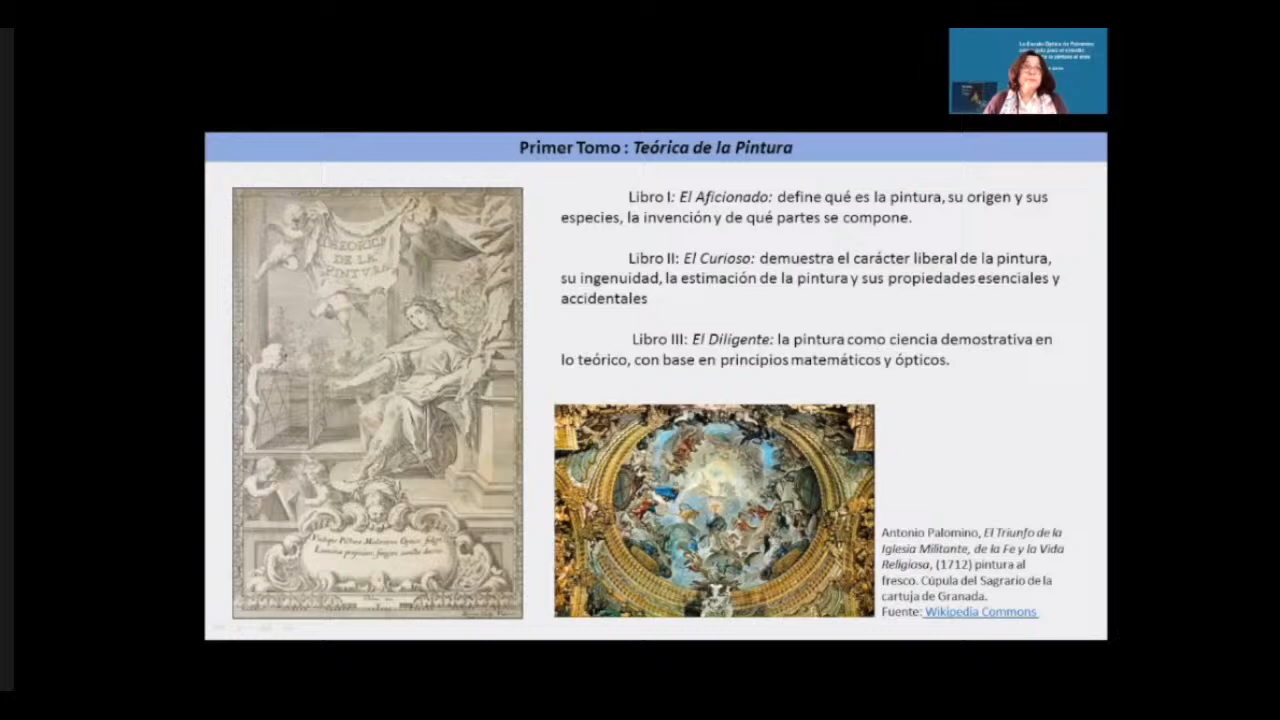 Primer Tomo : Teórica de la Pintura
Libro I: El Aficionado: define qué es la pintura, su origen y sus
especies, la invención y de qué partes se compone.
Libro II: El Curioso: demuestra el carácter liberal de la pintura,
su ingenuidad, la estimación de la pintura y sus propiedades esenciales y
accidentales
Libro III: El Diligente: la pintura como ciencia demostrativa en
lo teórico, con base en principios matemáticos y ópticos.
THEORICA
DE LA
PINTVRA
Antonio Palomino, El Triunfo de la
Iglesia Militante, de la Fe y la Vida
Religiosa, (1712) pintura al
fresco. Cúpula del Sagrario de la
cartuja de Granada.
Fuente: Wikipedia Commons